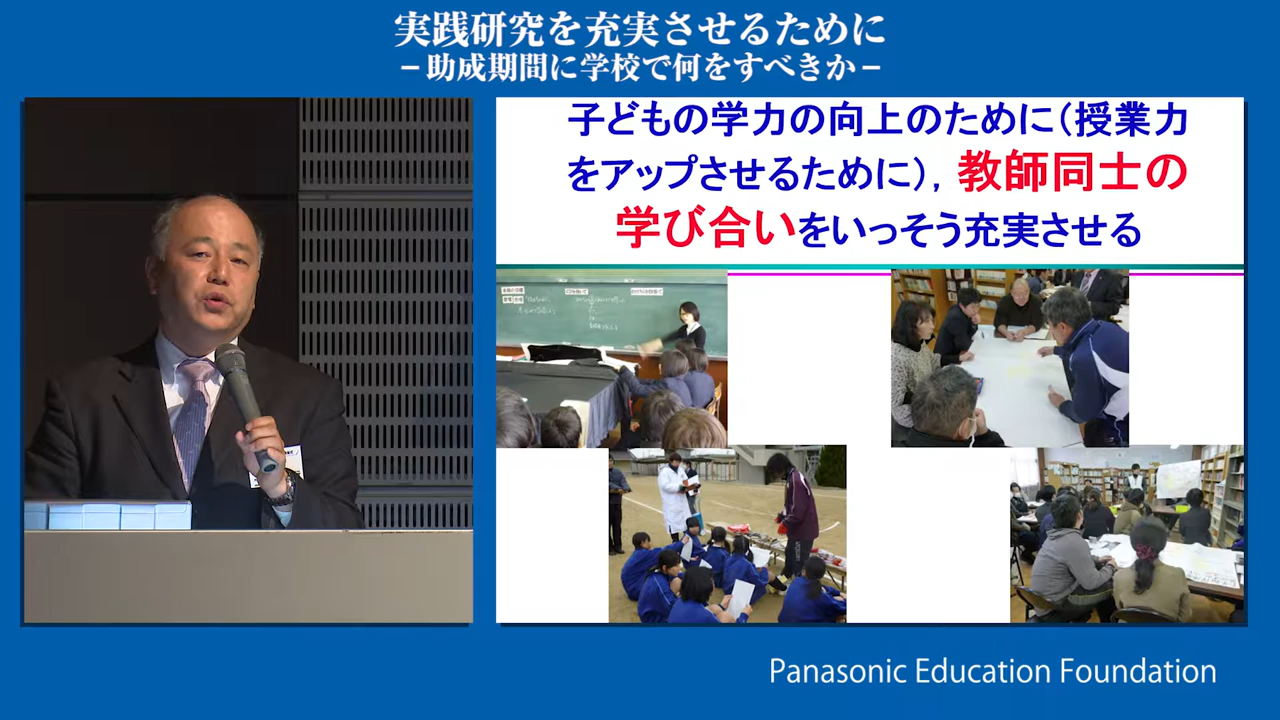 実践研究を充実させるために
－助成期間に学校で何をすべきか－
子どもの学力の向上のために（授業力
をアップさせるために），教師同士の
学び合いをいっそう充実させる
Panasonic Education Foundation